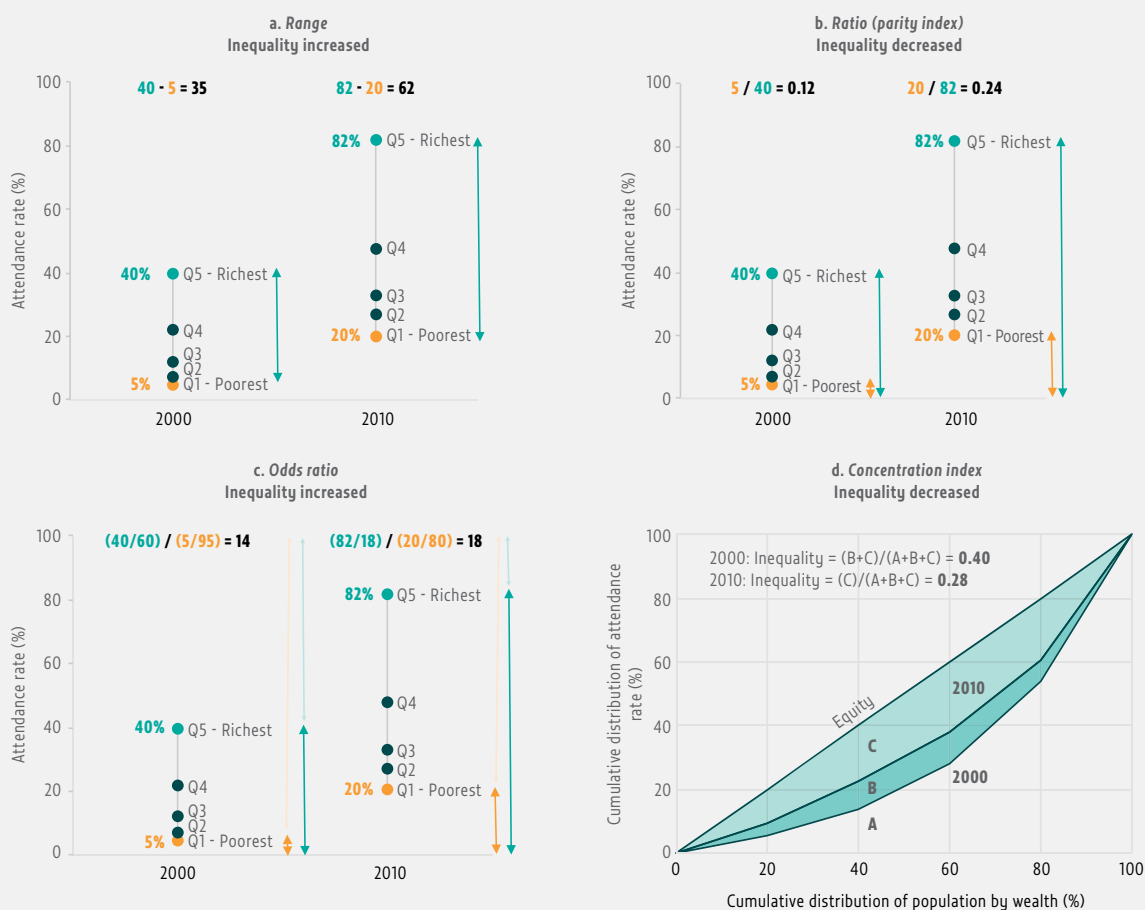 a. Range
Inequality increased
100
80
60
40
20
0
Attendance rate (%)
40 - 5 = 35
82 - 20 = 62
40%
Q5 - Richest
Q4
Q3
Q2
5%
Q1 - Poorest
82%
Q5 - Richest
Q4
Q3
Q2
20%
Q1 - Poorest
2000
2010
b. Ratio (parity index)
Inequality decreased
100
80
60
40
20
0
Attendance rate (%)
5 / 40 = 0.12
20 / 82 = 0.24
40%
Q5 - Richest
Q4
Q3
Q2
5%
Q1 - Poorest
82%
Q5 - Richest
Q4
Q3
Q2
20%
Q1 - Poorest
2000
2010
c. Odds ratio
Inequality increased
100
80
60
40
20
0
Attendance rate (%)
(40/60) / (5/95) = 14
(82/18) / (20/80) = 18
40%
Q5 - Richest
Q4
Q3
Q2
5%
Q1 - Poorest
82%
Q5 - Richest
Q4
Q3
Q2
20%
Q1 - Poorest
2000
2010
d. Concentration index
Inequality decreased
100
80
60
40
20
0
Cumulative distribution of attendance
rate (%)
2000: Inequality = (B+C)/(A+B+C) = 0.40
2010: Inequality = (C)/(A+B+C) = 0.28
Equity
2010
C
B
2000
A
0
20
40
60
80
100
Cumulative distribution of population by wealth (%)